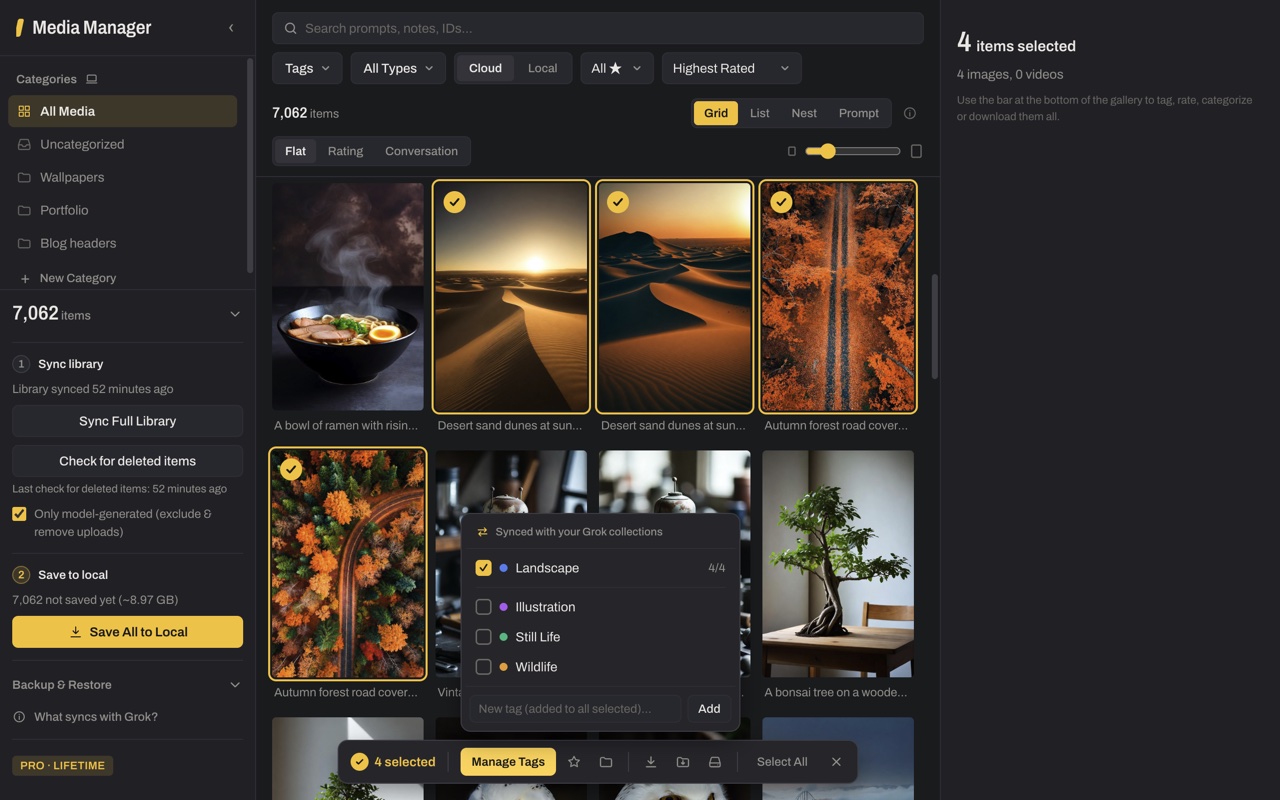 Media Manager
Categories
All Media
Uncategorized
Wallpapers
Portfolio
Blog headers
New Category
7,062 items
1 Sync library
Library synced 52 minutes ago
Sync Full Library
Check for deleted items
Last check for deleted items: 52 minutes ago
Only model-generated (exclude &
remove uploads)
2 Save to local
7,062 not saved yet (~8.97 GB)
Save All to Local
Backup & Restore
What syncs with Grok?
PRO · LIFETIME
Search prompts, notes, IDs...
Tags All Types Cloud Local All ★ Highest Rated
7,062 items Grid List Nest Prompt
Flat Rating Conversation
A bowl of ramen with risin... Desert sand dunes at sun... Desert sand dunes at sun... Autumn forest road cover...
Autumn forest road cover... A bonsai tree on a woode...
Synced with your Grok collections
Landscape 4/4
Illustration
Still Life
Wildlife
New tag (added to all selected)... Add
4 selected Manage Tags Select All
4 items selected
4 images, 0 videos
Use the bar at the bottom of the gallery to tag, rate, categorize
or download them all.